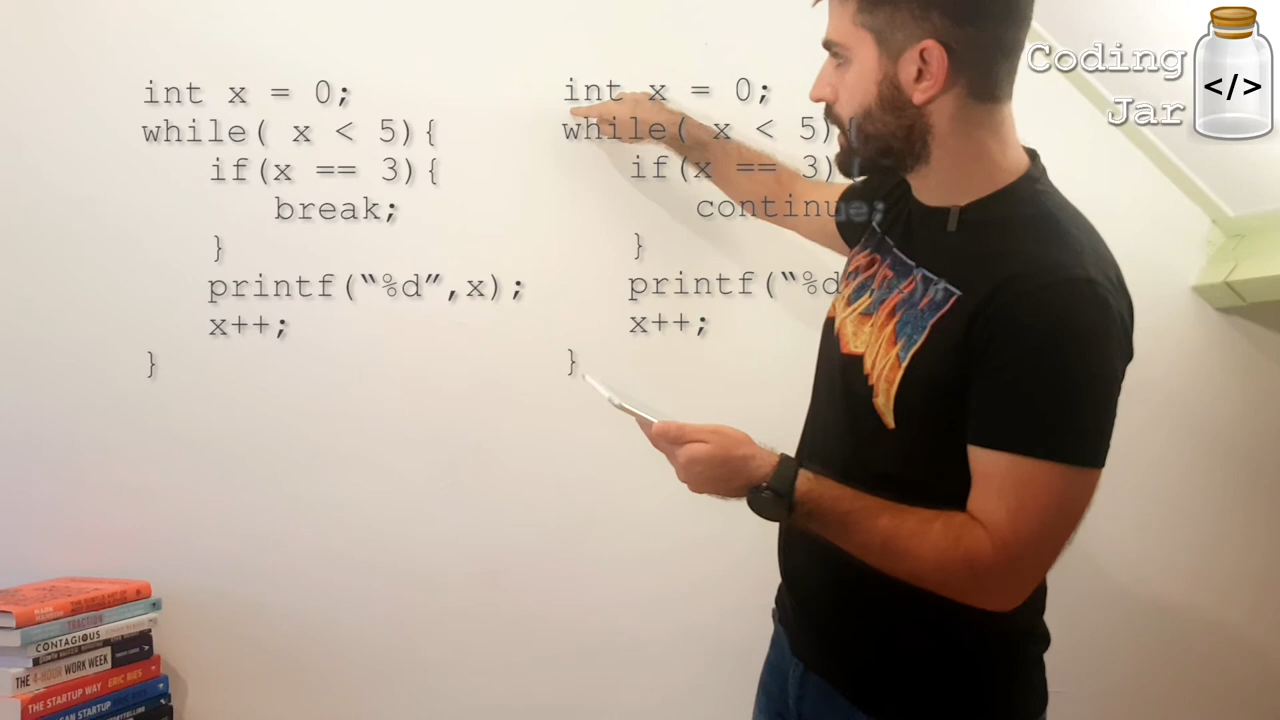 int x = 0;
while( x < 5){
if(x == 3){
break;
}
printf(“%d”,x);
x++;
}
int x = 0;
while( x < 5){
if(x == 3){
continue;
}
printf(“%d”
x++;
}
Coding
Jar
</>
TRACTION
CONTAGIOUS
THE 4-HOUR WORK WEEK
THE STARTUP WAY ERIC RIES
STARTUP